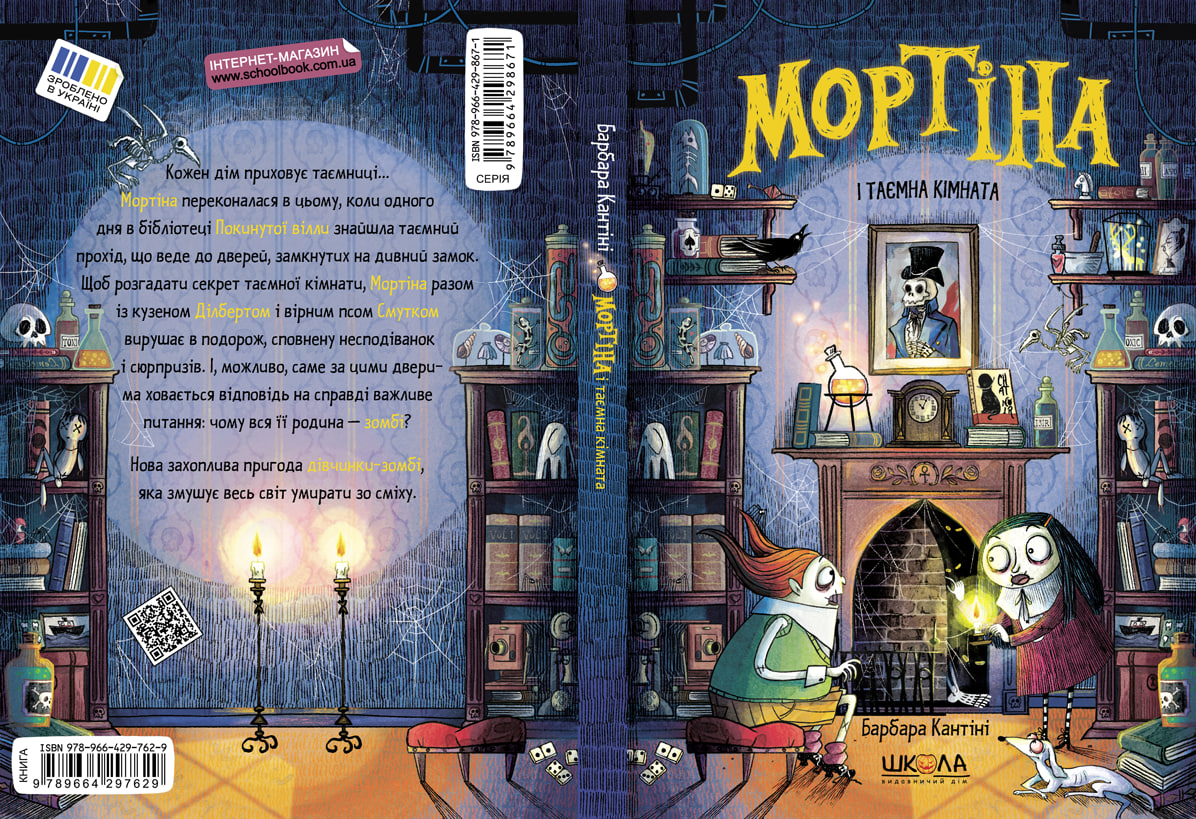 ЗРОБЛЕНО
В УКРАЇНІ
ІНТЕРНЕТ-МАГАЗИН
www.schoolbook.com.ua
ISBN 978-966-429-867-1
9 789664 298671
СЕРІЯ
Кожен дім приховує таємниці...
Мортіна переконалася в цьому, коли одного
дня в бібліотеці Покинутої вілли знайшла таємний
прохід, що веде до дверей, замкнутих на дивний замок.
Щоб розгадати секрет таємної кімнати, Мортіна разом
із кузеном Ділбертом і вірним псом Смутком
вирушає в подорож, сповнену несподіванок
і сюрпризів. І, можливо, саме за цими двери-
ма ховається відповідь на справді важливе
питання: чому вся її родина — зомбі?
Нова захоплива пригода дівчинки-зомбі,
яка змушує весь світ умирати зо сміху.
КНИГА
ISBN 978-966-429-762-9
9 789664 297629
Барбара Кантіні
МОРТІНА і таємна кімната
МОРТІНА
І ТАЄМНА КІМНАТА
Барбара Кантіні
ШКОЛА
видавничий дім